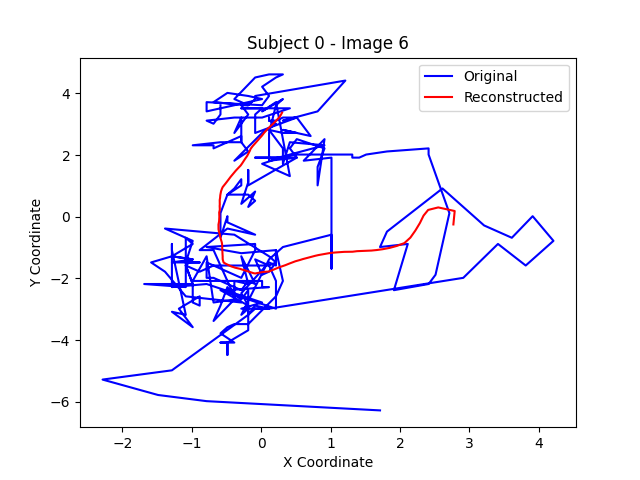 Subject 0 - Image 6
Original
Reconstructed
Y Coordinate
4
2
0
−2
−4
−6
−2
−1
0
1
2
3
4
X Coordinate